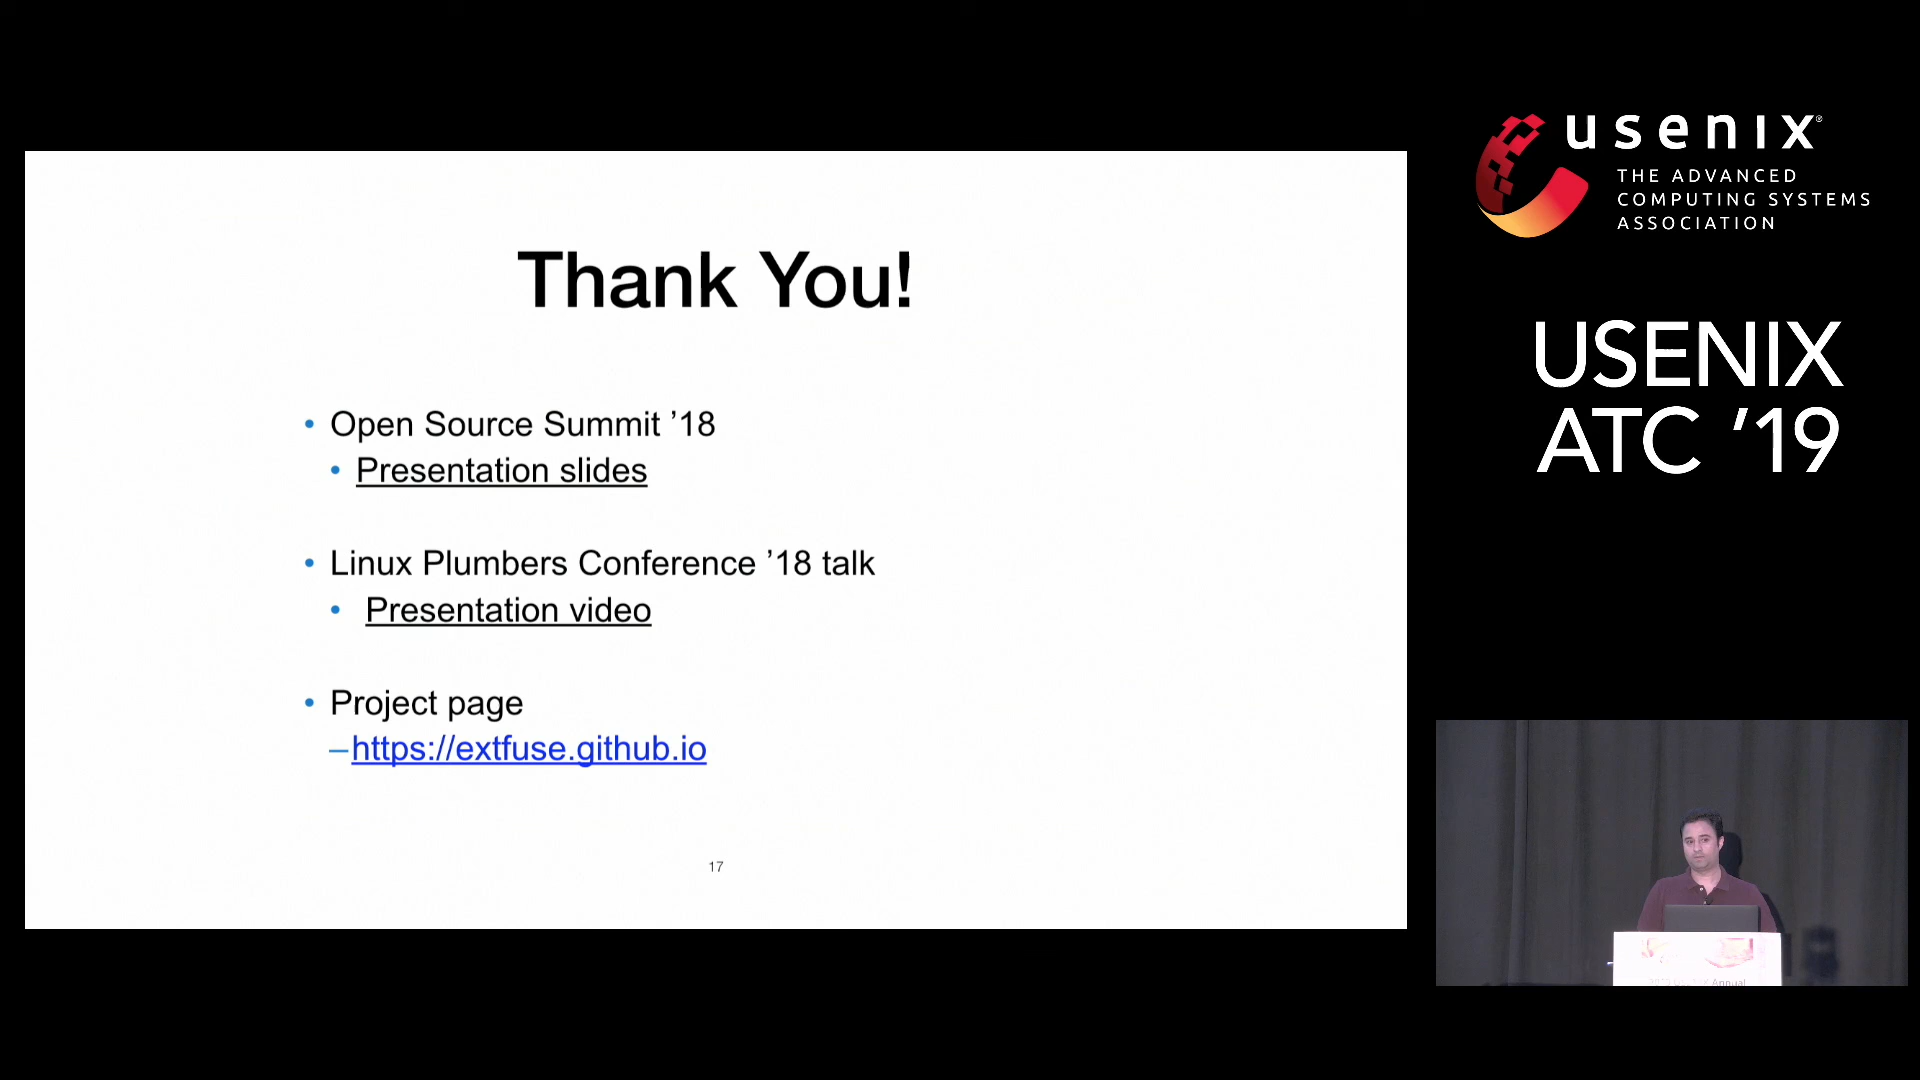 Thank You!
• Open Source Summit ’18
• Presentation slides
• Linux Plumbers Conference ’18 talk
• Presentation video
• Project page
–https://extfuse.github.io
17
usenix®
THE ADVANCED
COMPUTING SYSTEMS
ASSOCIATION
USENIX
ATC ’19
Annual